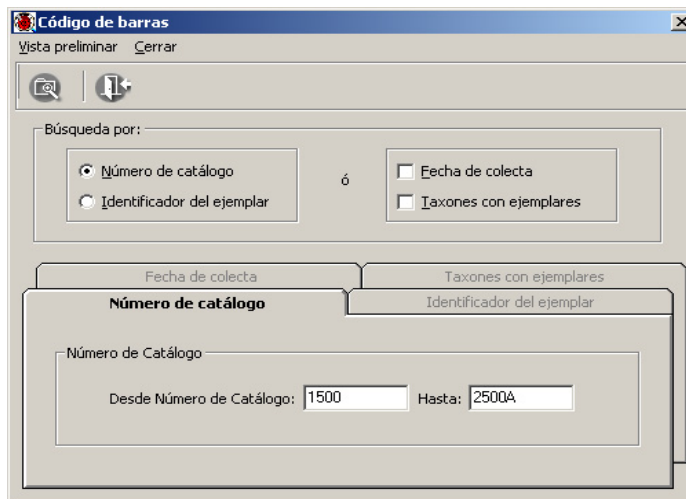 Código de barras
Vista preliminar Cerrar
Búsqueda por:
Número de catálogo
Identificador del ejemplar
ó
Fecha de colecta
Taxones con ejemplares
Fecha de colecta Taxones con ejemplares
Número de catálogo Identificador del ejemplar
Número de Catálogo
Desde Número de Catálogo: 1500 Hasta: 2500A